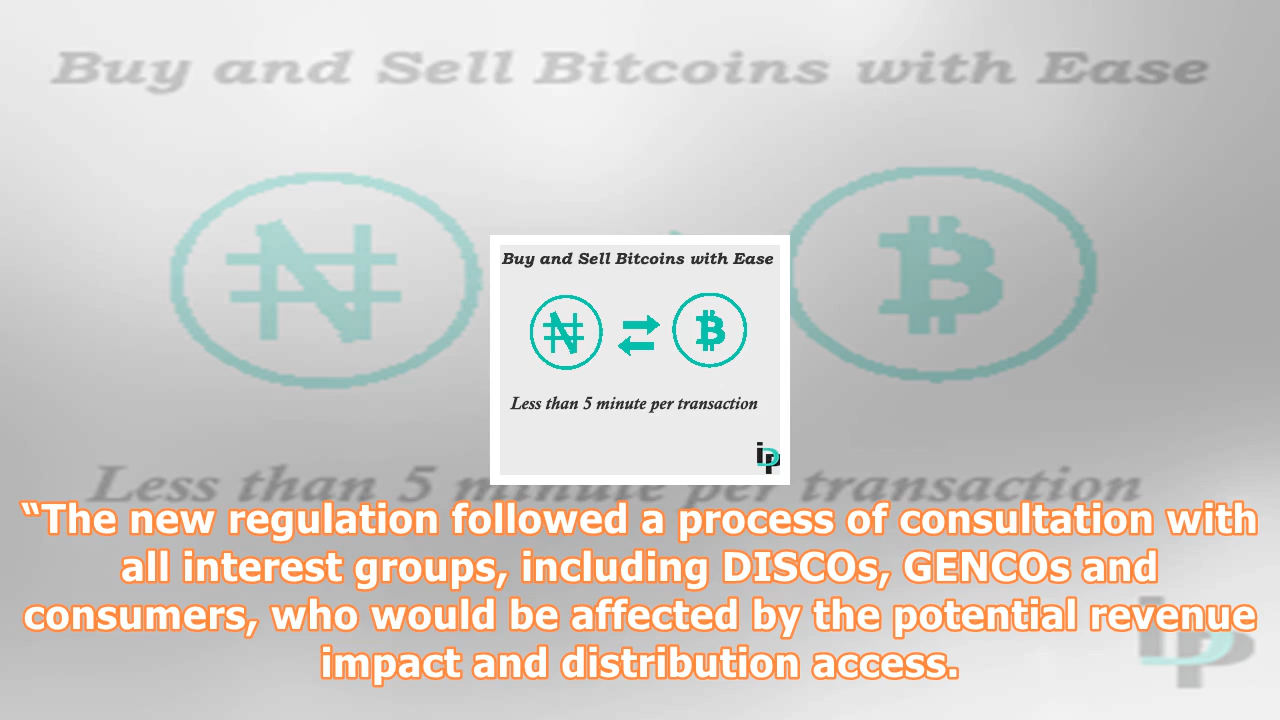 Buy and Sell Bitcoins with Ease
Buy and Sell Bitcoins with Ease
Less than 5 minute per transaction
ip
Less than 5 minute per transaction
“The new regulation followed a process of consultation with
all interest groups, including DISCOs, GENCOs and
consumers, who would be affected by the potential revenue
impact and distribution access.
ip